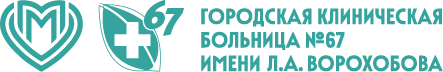 67
ГОРОДСКАЯ КЛИНИЧЕСКАЯ
БОЛЬНИЦА №67
ИМЕНИ Л.А. ВОРОХОБОВА